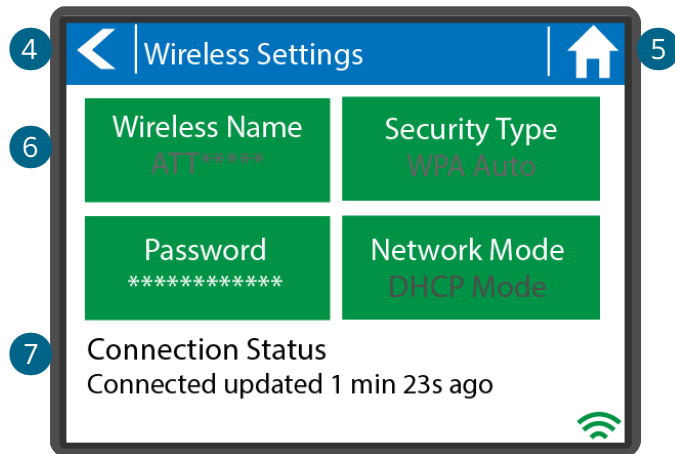 4
Wireless Settings
5
6
Wireless Name
ATT*****
Security Type
WPA Auto
Password
************
Network Mode
DHCP Mode
7
Connection Status
Connected updated 1 min 23s ago